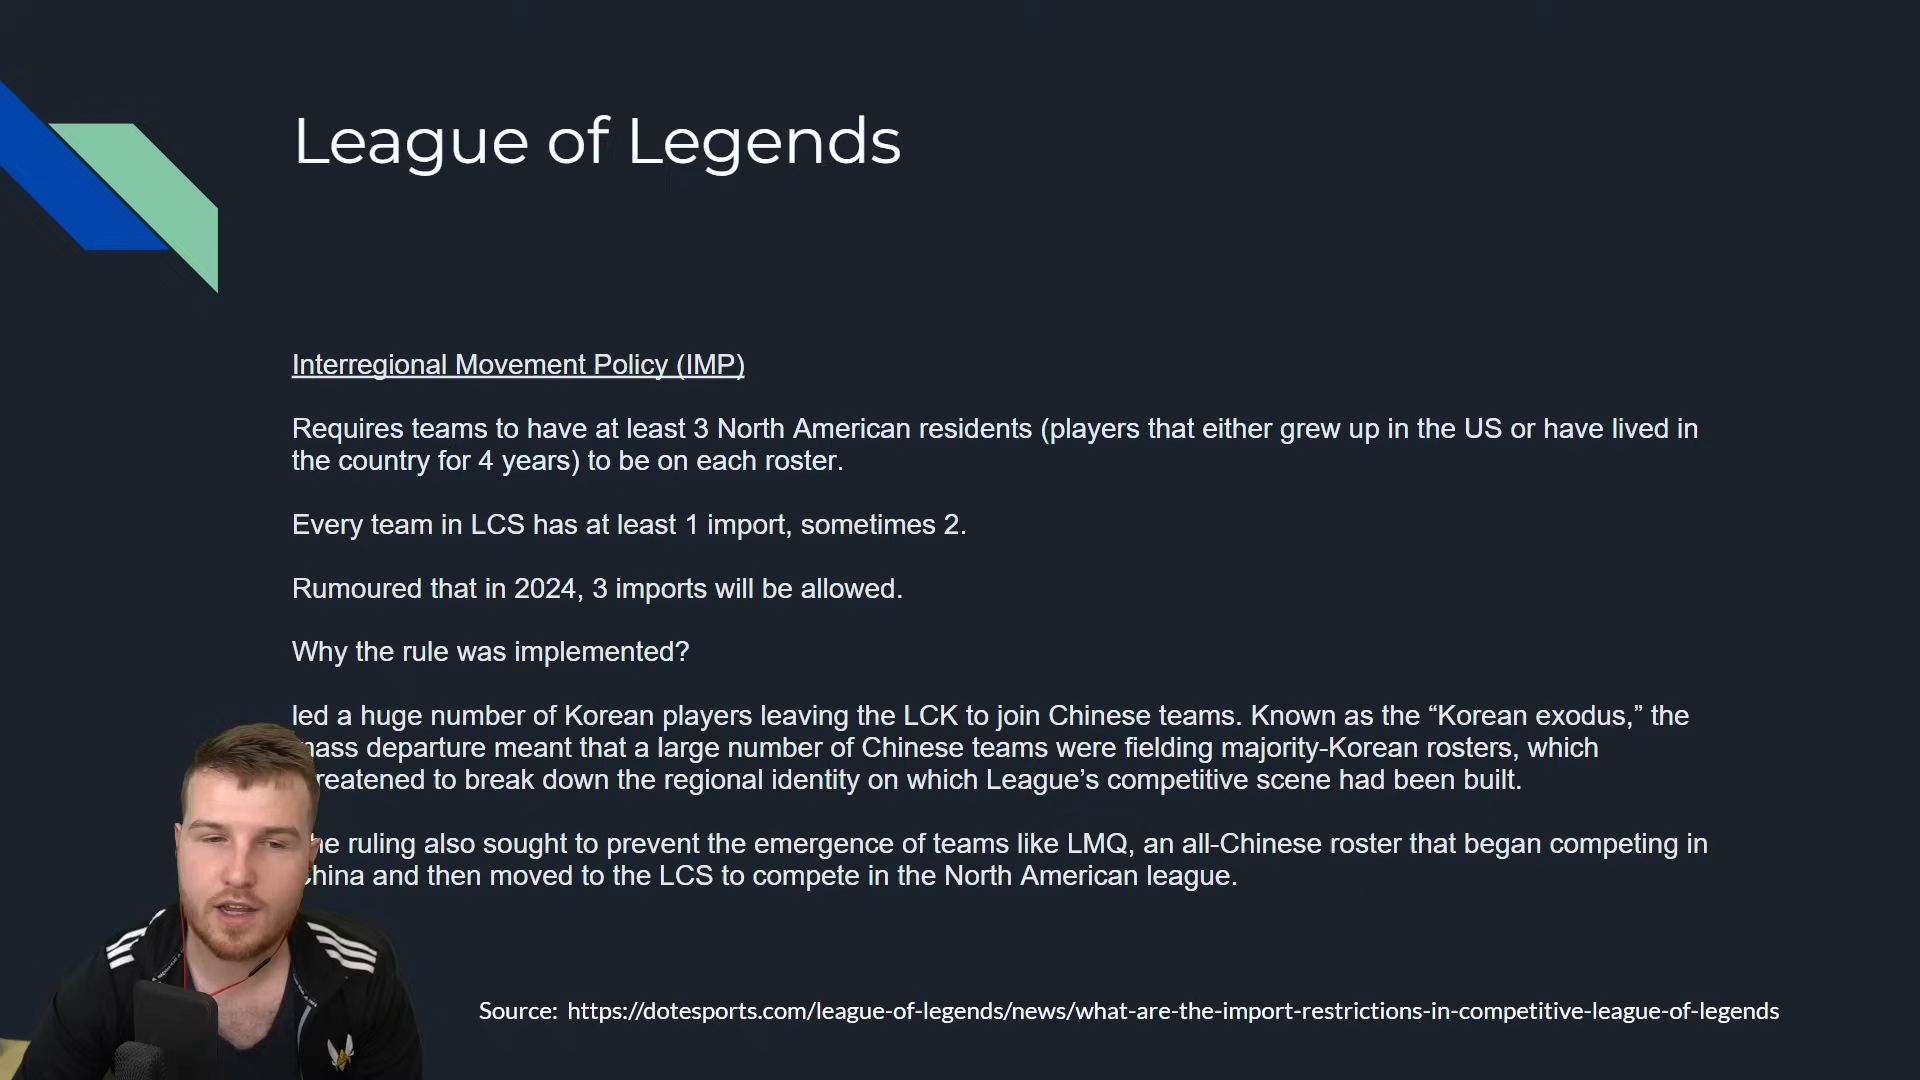 League of Legends
Interregional Movement Policy (IMP)
Requires teams to have at least 3 North American residents (players that either grew up in the US or have lived in
the country for 4 years) to be on each roster.
Every team in LCS has at least 1 import, sometimes 2.
Rumoured that in 2024, 3 imports will be allowed.
Why the rule was implemented?
led a huge number of Korean players leaving the LCK to join Chinese teams. Known as the “Korean exodus,” the
mass departure meant that a large number of Chinese teams were fielding majority-Korean rosters, which
threatened to break down the regional identity on which League’s competitive scene had been built.
The ruling also sought to prevent the emergence of teams like LMQ, an all-Chinese roster that began competing in
China and then moved to the LCS to compete in the North American league.
Source: https://dotesports.com/league-of-legends/news/what-are-the-import-restrictions-in-competitive-league-of-legends